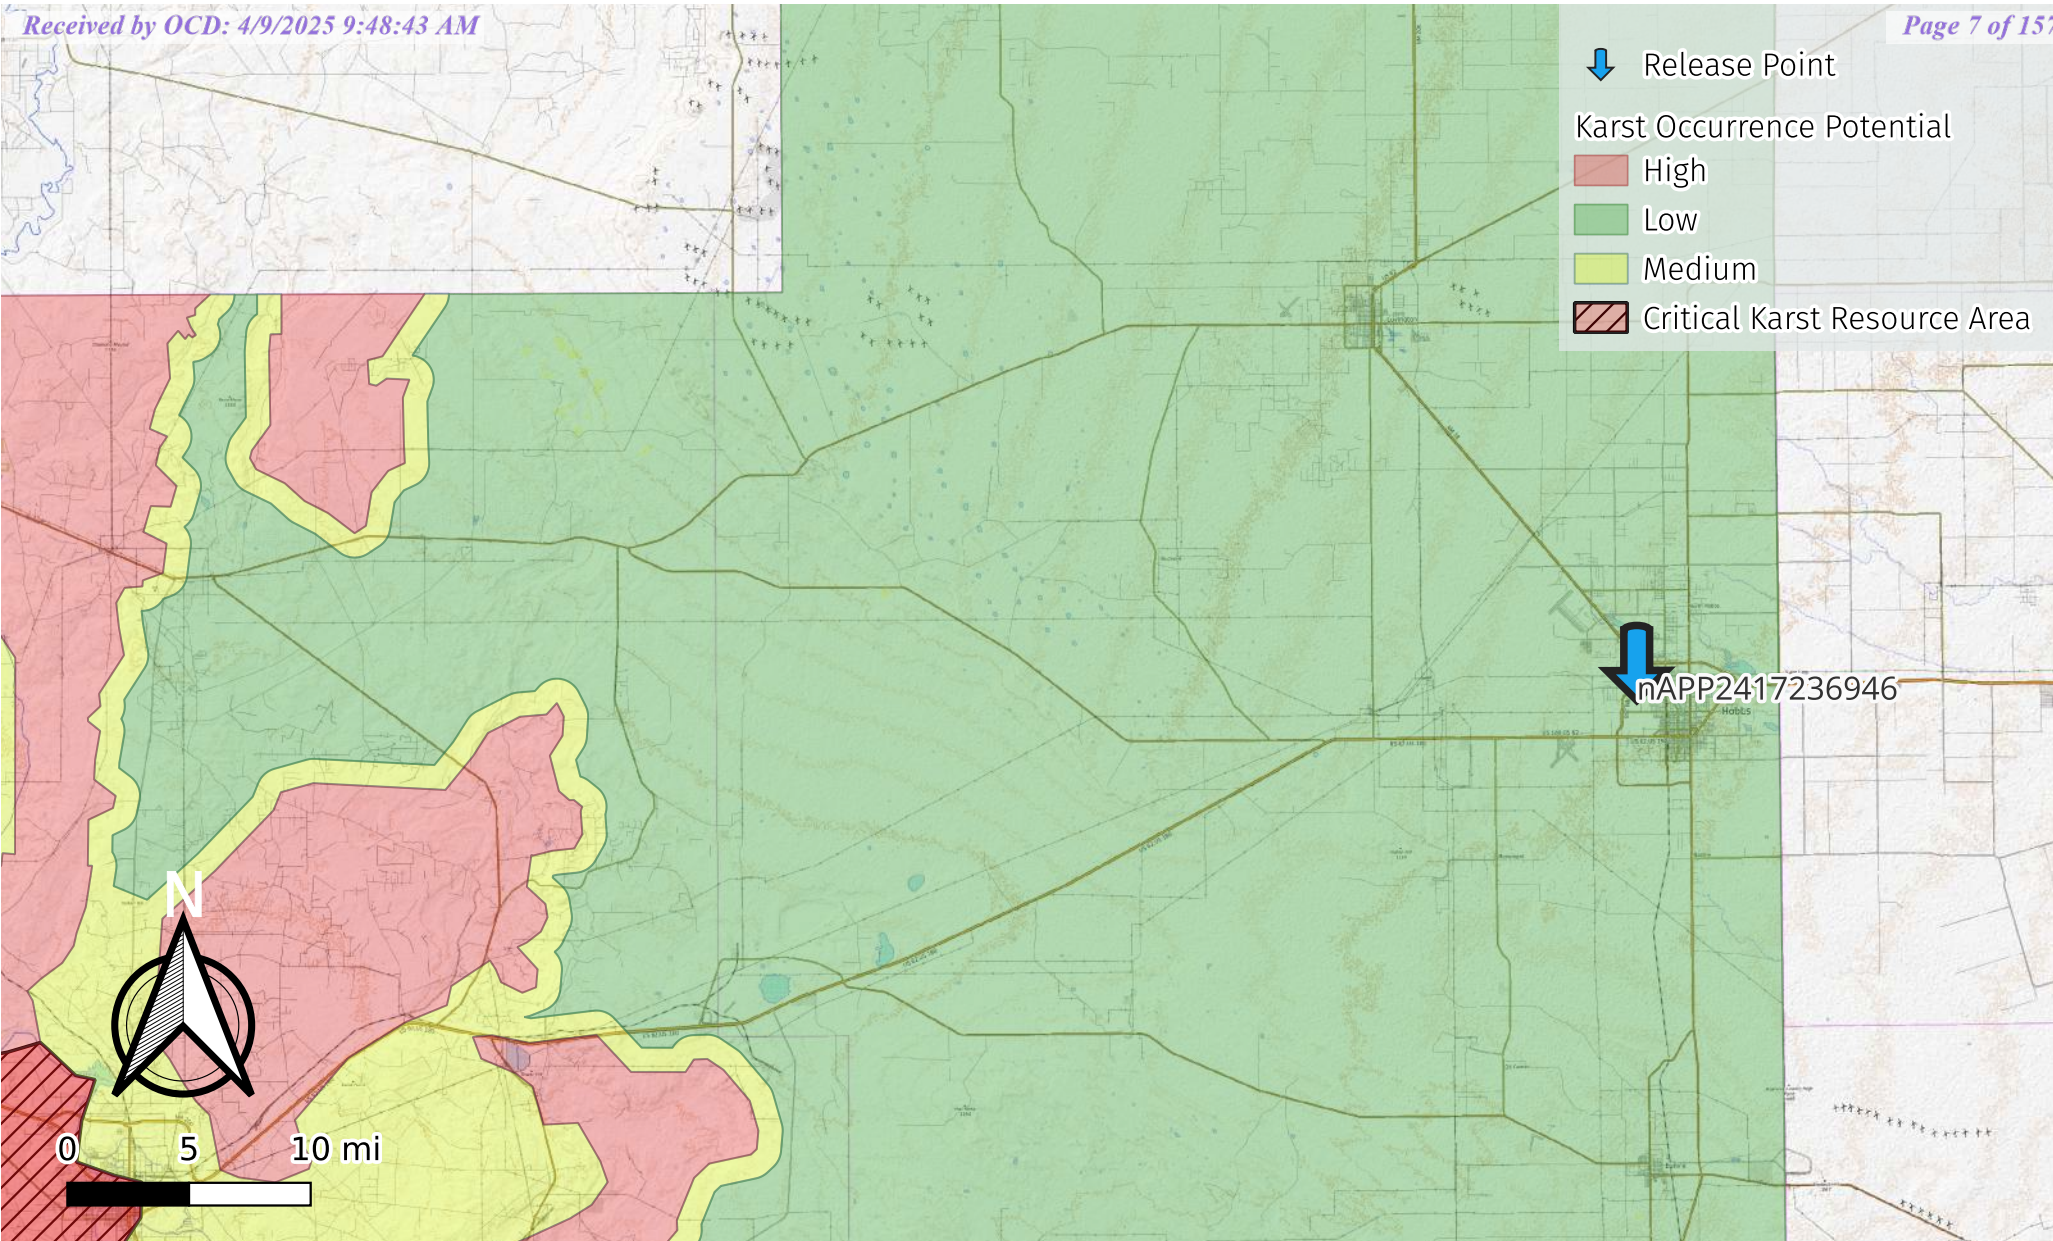 Received by OCD: 4/9/2025 9:48:43 AM
Page 7 of 157
Release Point
Karst Occurrence Potential
High
Low
Medium
Critical Karst Resource Area
nAPP2417236946
Hobbs
N
0 5 10 mi